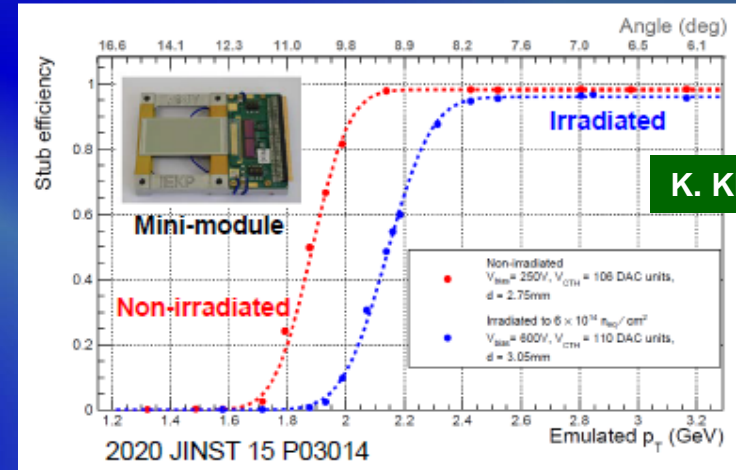 Angle (deg)
16.6 14.1 12.3 11.0 9.8 8.9 8.2 7.6 7.0 6.5 6.1
Stub efficiency
1
0.8
0.6
0.4
0.2
0
Irradiated
K. K
Mini-module
Non-irradiated
Non-irradiated
V_bias = 250V, V_CTH = 106 DAC units,
d = 2.75mm
Irradiated to 6 × 10^14 n_eq/cm²
V_bias = 600V, V_CTH = 110 DAC units,
d = 3.05mm
1.2 1.4 1.6 1.8 2 2.2 2.4 2.6 2.8 3 3.2
Emulated p_T (GeV)
2020 JINST 15 P03014